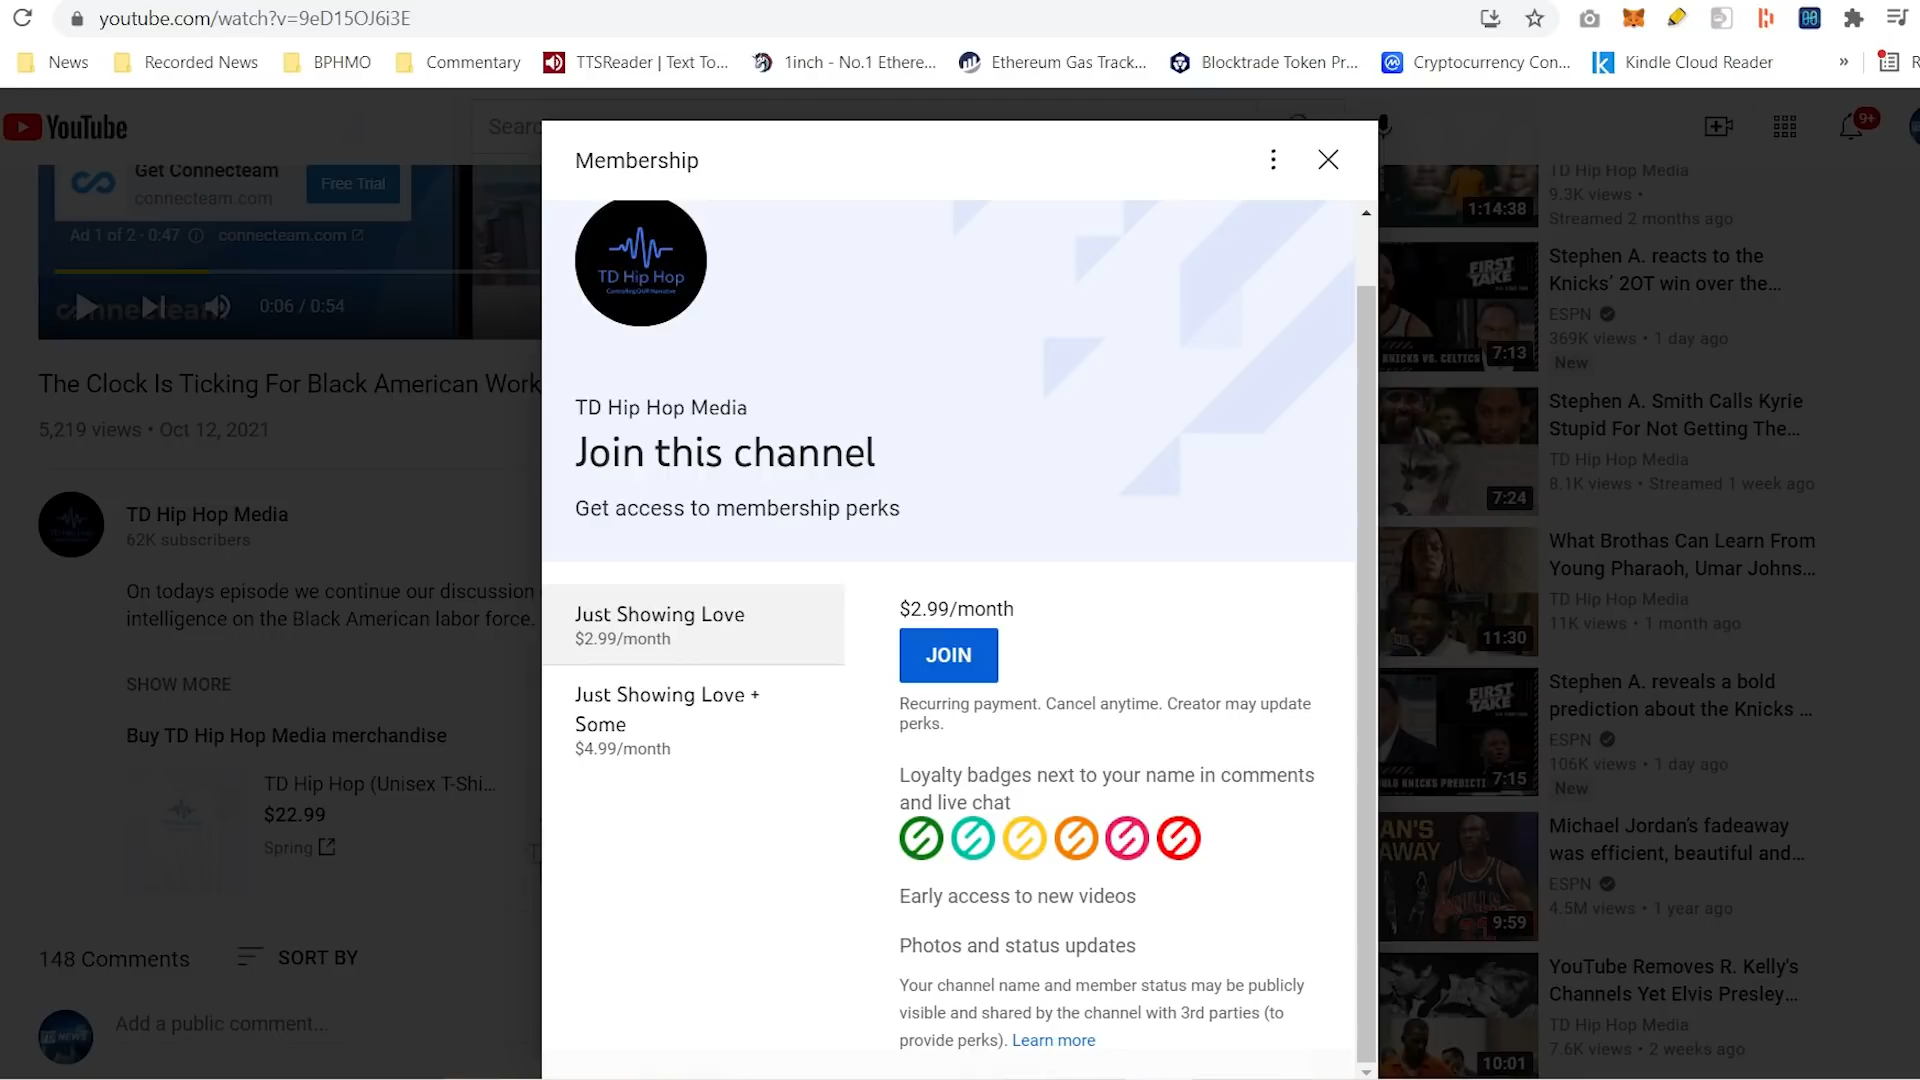 youtube.com/watch?v=9eD15OJ6i3E
News
Recorded News
BPHMO
Commentary
TTSReader | Text To...
1inch - No.1 Ethere...
Ethereum Gas Track...
Blocktrade Token Pr...
Cryptocurrency Con...
Kindle Cloud Reader
»
YouTube
Sear
9+
Get Connecteam
connecteam.com
Free Trial
Ad 1 of 2 · 0:47
connecteam.com
0:06 / 0:54
The Clock Is Ticking For Black American Work
5,219 views • Oct 12, 2021
TD Hip Hop Media
62K subscribers
On todays episode we continue our discussion
intelligence on the Black American labor force.
SHOW MORE
Buy TD Hip Hop Media merchandise
TD Hip Hop (Unisex T-Shi...
$22.99
Spring
148 Comments
SORT BY
Add a public comment...
Membership
TD Hip Hop
Controlling OUR Narrative
TD Hip Hop Media
Join this channel
Get access to membership perks
Just Showing Love
$2.99/month
Just Showing Love +
Some
$4.99/month
$2.99/month
JOIN
Recurring payment. Cancel anytime. Creator may update
perks.
Loyalty badges next to your name in comments
and live chat
Early access to new videos
Photos and status updates
Your channel name and member status may be publicly
visible and shared by the channel with 3rd parties (to
provide perks). Learn more
1:14:38
TD Hip Hop Media
9.3K views •
Streamed 2 months ago
FIRST
TAKE
KNICKS VS. CELTICS
7:13
Stephen A. reacts to the
Knicks' 2OT win over the...
ESPN
369K views • 1 day ago
New
7:24
Stephen A. Smith Calls Kyrie
Stupid For Not Getting The...
TD Hip Hop Media
8.1K views • Streamed 1 week ago
11:30
What Brothas Can Learn From
Young Pharaoh, Umar Johns...
TD Hip Hop Media
11K views • 1 month ago
FIRST
TAKE
KNICKS PREDICTI
7:15
Stephen A. reveals a bold
prediction about the Knicks ...
ESPN
106K views • 1 day ago
New
AN'S
AWAY
9:59
Michael Jordan's fadeaway
was efficient, beautiful and...
ESPN
4.5M views • 1 year ago
10:01
YouTube Removes R. Kelly's
Channels Yet Elvis Presley...
TD Hip Hop Media
7.6K views • 2 weeks ago